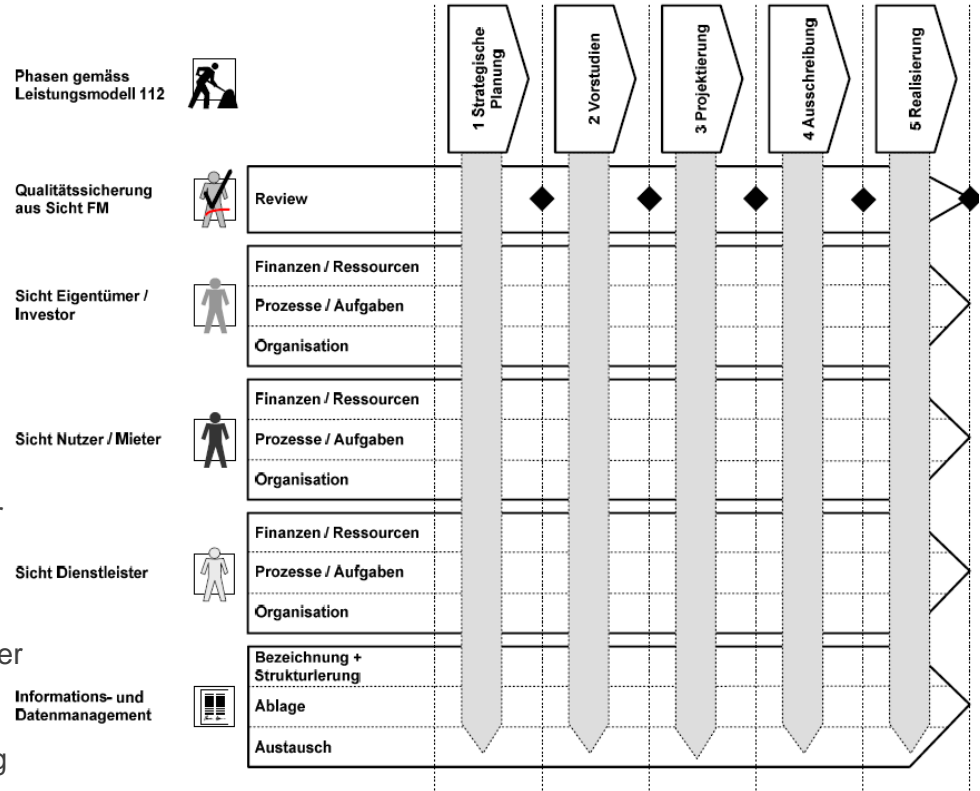 1 Strategische
Planung
2 Vorstudien
3 Projektierung
4 Ausschreibung
5 Realisierung
Phasen gemäss
Leistungsmodell 112
Qualitätssicherung
aus Sicht FM
Review
Sicht Eigentümer /
Investor
Finanzen / Ressourcen
Prozesse / Aufgaben
Organisation
Sicht Nutzer / Mieter
Finanzen / Ressourcen
Prozesse / Aufgaben
Organisation
Sicht Dienstleister
Finanzen / Ressourcen
Prozesse / Aufgaben
Organisation
er
Informations- und
Datenmanagement
Bezeichnung +
Strukturierung
Ablage
Austausch
g